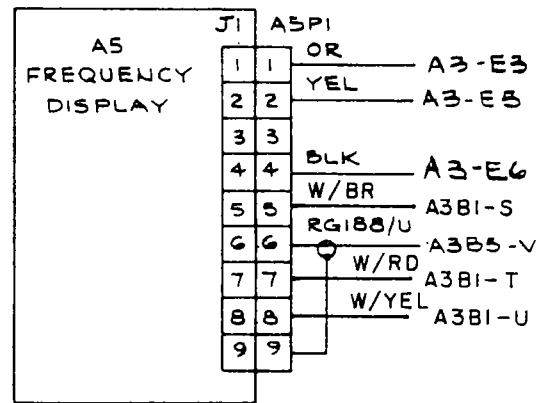 J1 A5P1
A5
FREQUENCY
DISPLAY
1 1 OR A3-E3
2 2 YEL A3-E5
3 3
4 4 BLK A3-E6
5 5 W/BR A3B1-S
6 6 RG188/U A3B5-V
7 7 W/RD A3B1-T
8 8 W/YEL A3B1-U
9 9